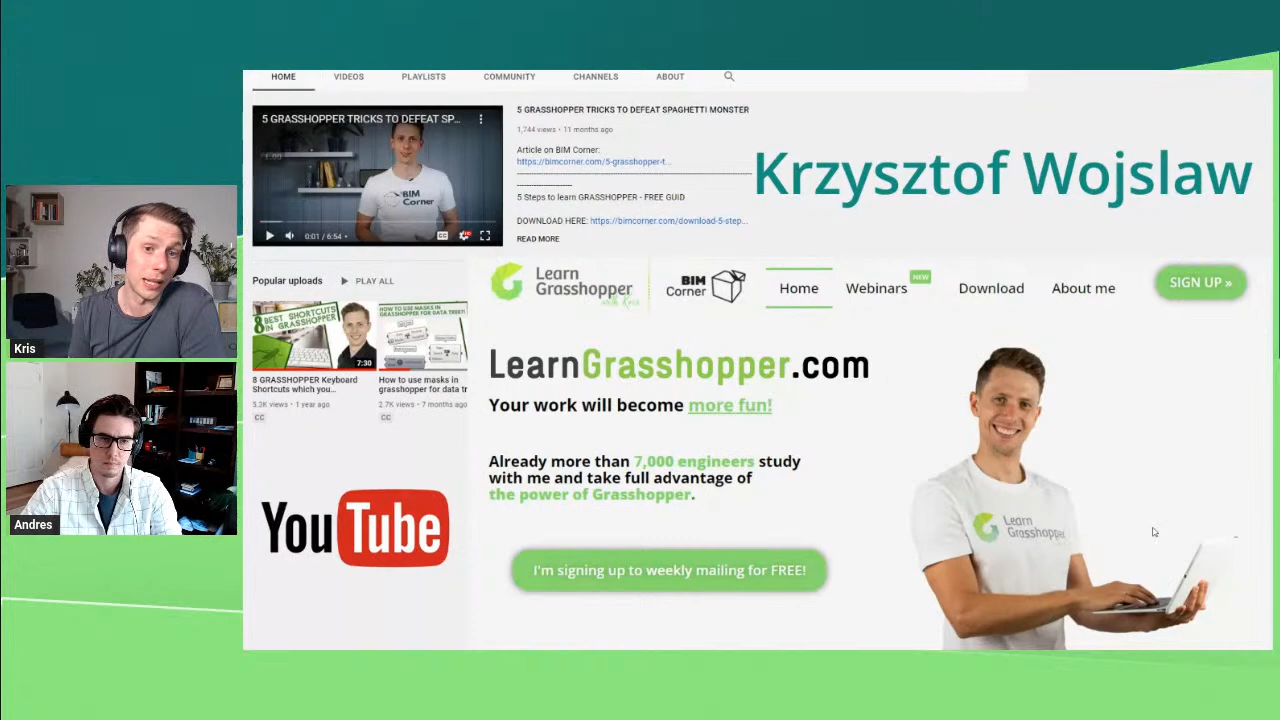 HOME VIDEOS PLAYLISTS COMMUNITY CHANNELS ABOUT
5 GRASSHOPPER TRICKS TO DEFEAT SP...
BIM
Corner
0:01 / 6:54
CC
5 GRASSHOPPER TRICKS TO DEFEAT SPAGHETTI MONSTER
1,744 views • 11 months ago
Article on BIM Corner:
https://bimcorner.com/5-grasshopper-t...
5 Steps to learn GRASSHOPPER - FREE GUID
DOWNLOAD HERE: https://bimcorner.com/download-5-step...
READ MORE
Krzysztof Wojslaw
Kris
Andres
Popular uploads PLAY ALL
8 BEST SHORTCUTS
IN GRASSHOPPER
7:30
HOW TO USE MASKS IN
GRASSHOPPER FOR DATA TREE?
8 GRASSHOPPER Keyboard
Shortcuts which you...
5.2K views • 1 year ago
CC
How to use masks in
grasshopper for data tr
2.7K views • 7 months ago
CC
YouTube
Learn
Grasshopper
with Kris
BIM
Corner
Home Webinars NEW Download About me SIGN UP »
LearnGrasshopper.com
Your work will become more fun!
Already more than 7,000 engineers study
with me and take full advantage of
the power of Grasshopper.
I'm signing up to weekly mailing for FREE!
Learn
Grasshopper